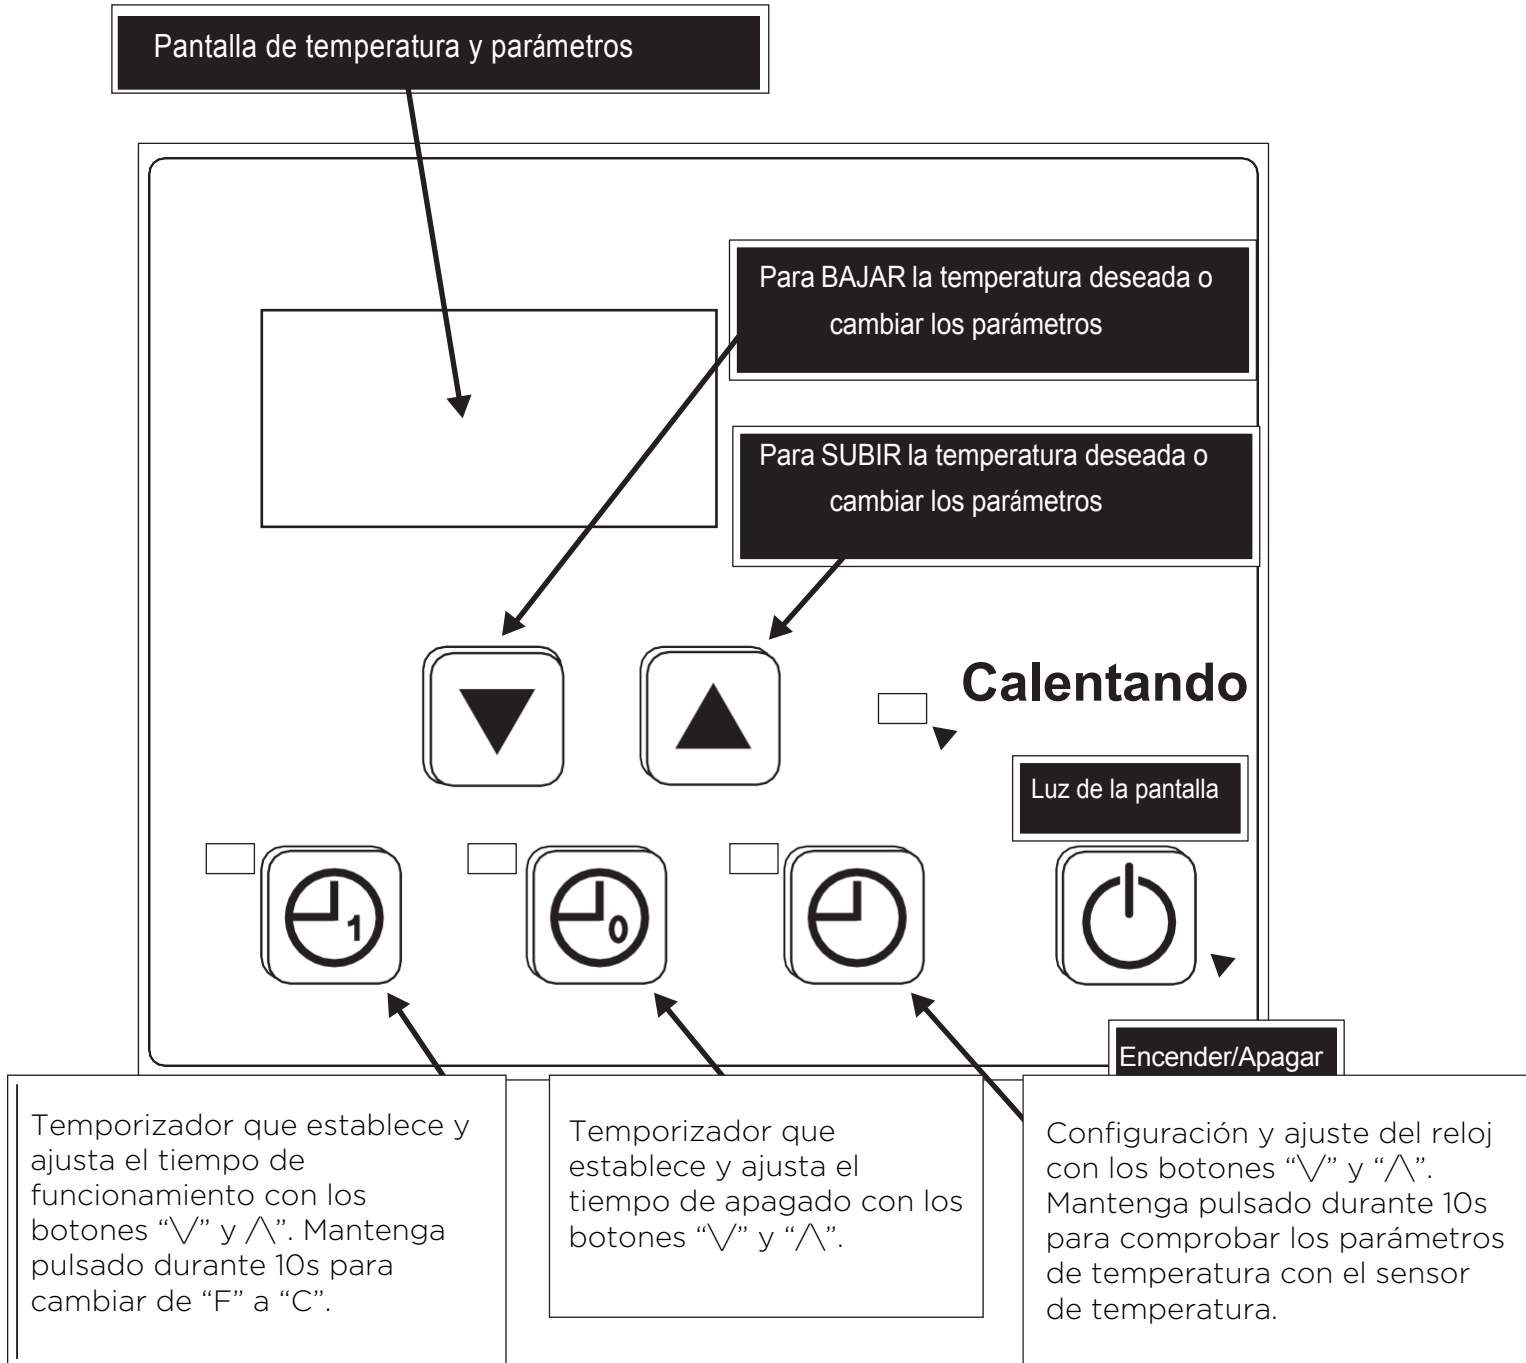 Pantalla de temperatura y parámetros
Para BAJAR la temperatura deseada o
cambiar los parámetros
Para SUBIR la temperatura deseada o
cambiar los parámetros
Calentando
Luz de la pantalla
1
0
Encender/Apagar
Temporizador que establece y
ajusta el tiempo de
funcionamiento con los
botones “\/” y /\”. Mantenga
pulsado durante 10s para
cambiar de “F” a “C”.
Temporizador que
establece y ajusta el
tiempo de apagado con los
botones “\/” y “/\”.
Configuración y ajuste del reloj
con los botones “\/” y “/\”.
Mantenga pulsado durante 10s
para comprobar los parámetros
de temperatura con el sensor
de temperatura.